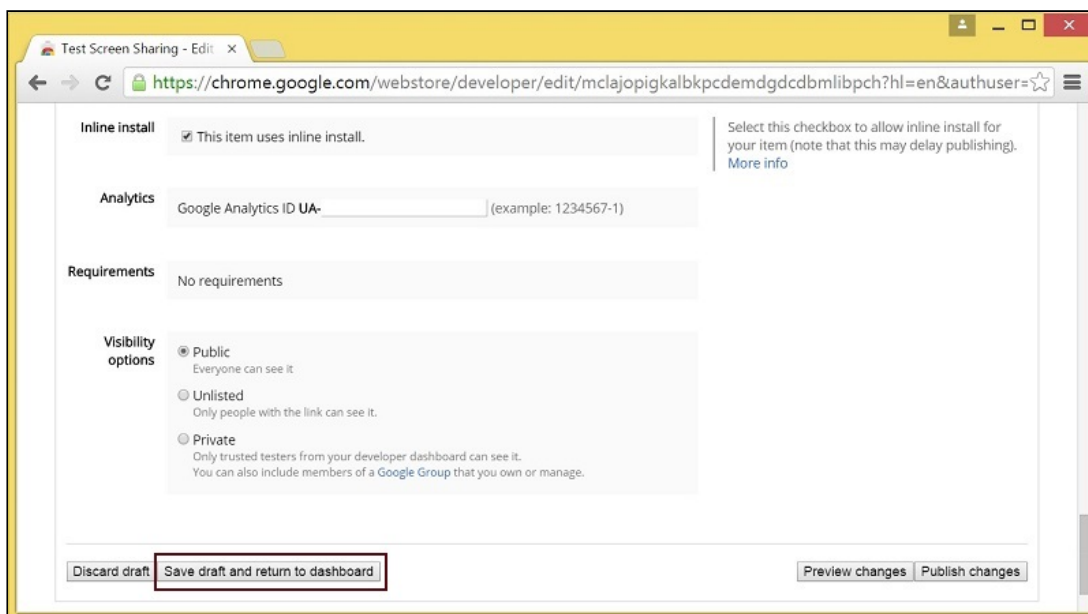 Test Screen Sharing - Edit
https://chrome.google.com/webstore/developer/edit/mclajopigkalbkpcdemdgdcdbmlibpch?hl=en&authuser=
Inline install
This item uses inline install.
Select this checkbox to allow inline install for
your item (note that this may delay publishing).
More info
Analytics
Google Analytics ID UA- (example: 1234567-1)
Requirements
No requirements
Visibility
options
Public
Everyone can see it
Unlisted
Only people with the link can see it.
Private
Only trusted testers from your developer dashboard can see it.
You can also include members of a Google Group that you own or manage.
Discard draft Save draft and return to dashboard Preview changes Publish changes